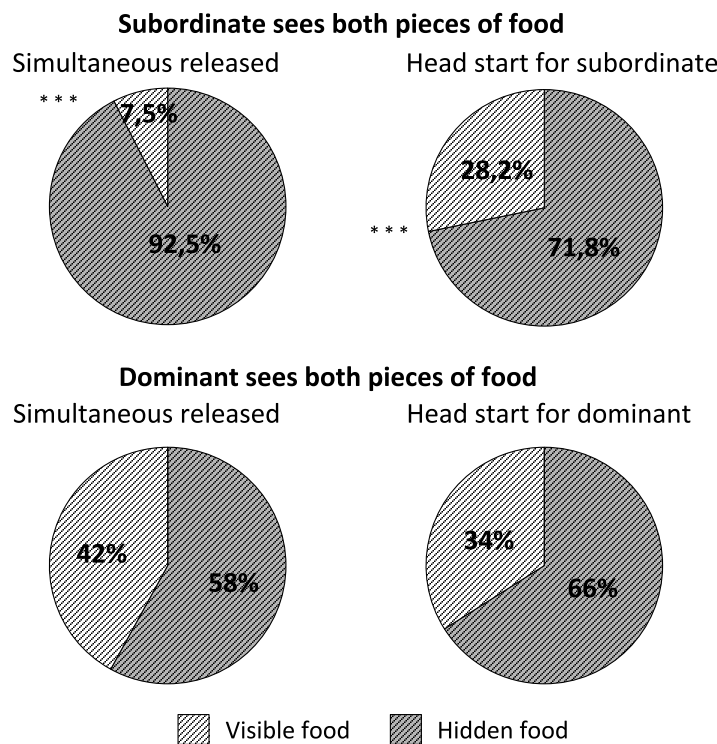 Subordinate sees both pieces of food
Simultaneous released
Head start for subordinate
* * *
7,5%
92,5%
28,2%
* * *
71,8%
Dominant sees both pieces of food
Simultaneous released
Head start for dominant
42%
58%
34%
66%
Visible food
Hidden food